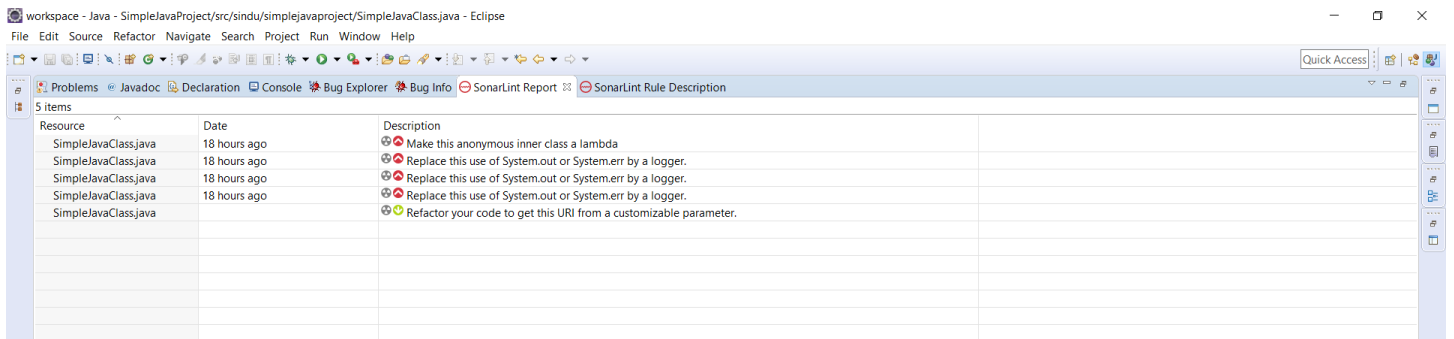 workspace - Java - SimpleJavaProject/src/sindu/simplejavaproject/SimpleJavaClass.java - Eclipse
File Edit Source Refactor Navigate Search Project Run Window Help
Quick Access
Problems Javadoc Declaration Console Bug Explorer Bug Info SonarLint Report SonarLint Rule Description
5 items
Resource Date Description
SimpleJavaClass.java 18 hours ago Make this anonymous inner class a lambda
SimpleJavaClass.java 18 hours ago Replace this use of System.out or System.err by a logger.
SimpleJavaClass.java 18 hours ago Replace this use of System.out or System.err by a logger.
SimpleJavaClass.java 18 hours ago Replace this use of System.out or System.err by a logger.
SimpleJavaClass.java Refactor your code to get this URI from a customizable parameter.